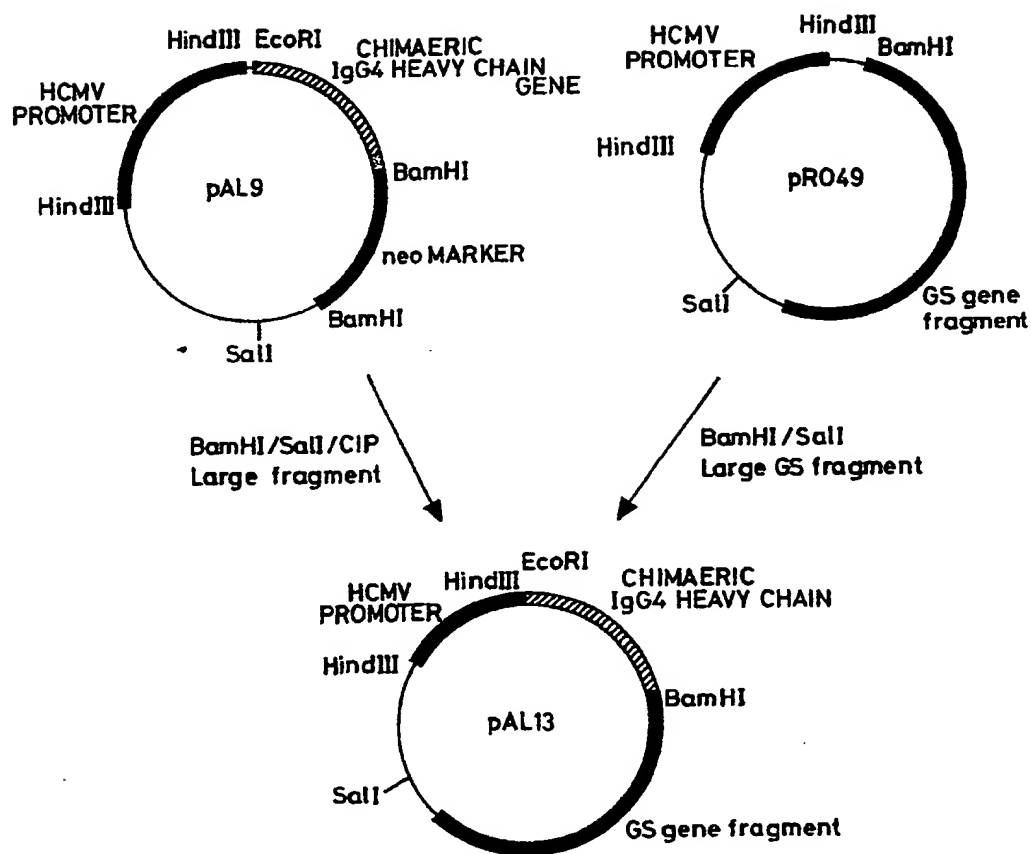 HindIII EcoRI
CHIMAERIC
IgG4 HEAVY CHAIN
GENE
HCMV
PROMOTER
HindIII
pAL9
BamHI
neo MARKER
BamHI
SalI
HindIII
HCMV
PROMOTER
BamHI
HindIII
pRO49
SalI
GS gene
fragment
BamHI/SalI/CIP
Large fragment
BamHI/SalI
Large GS fragment
EcoRI
HindIII
CHIMAERIC
IgG4 HEAVY CHAIN
HCMV
PROMOTER
HindIII
BamHI
pAL13
SalI
GS gene fragment